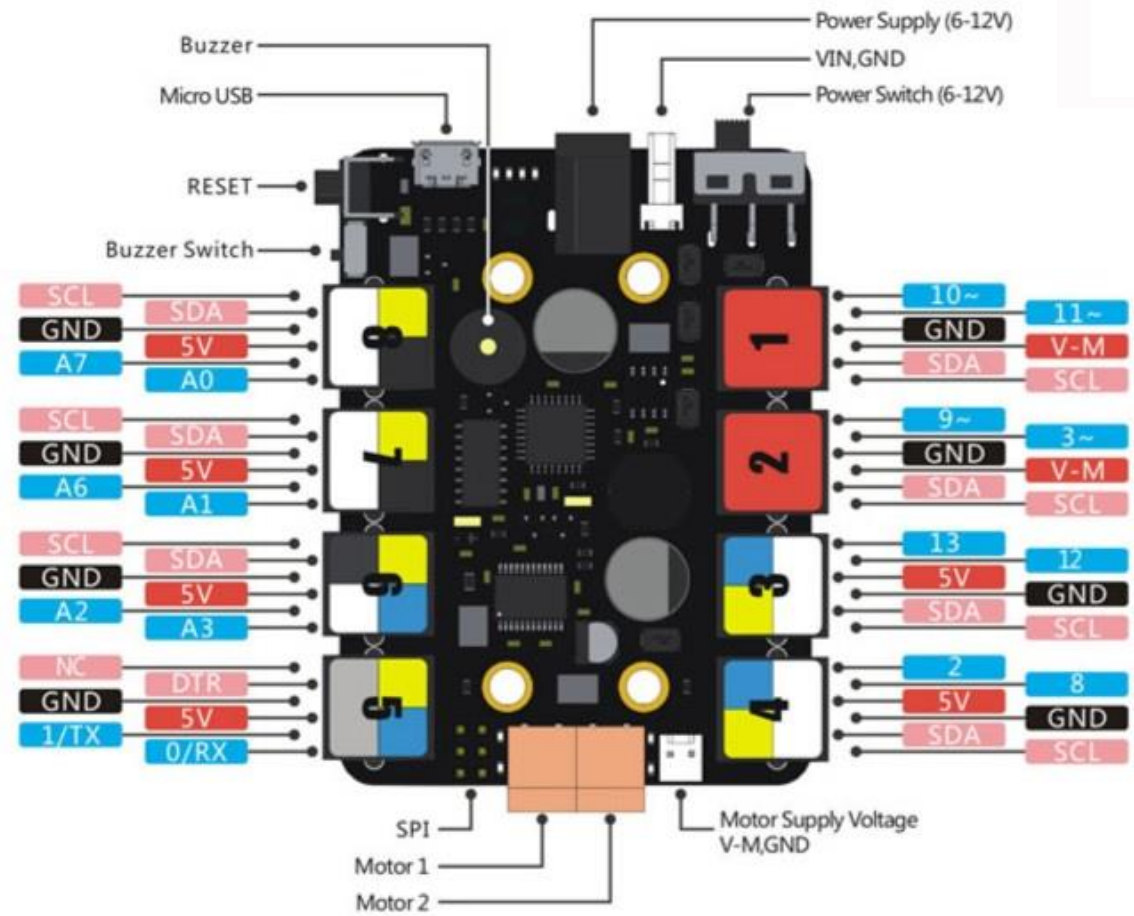 Buzzer
Micro USB
RESET
Buzzer Switch
Power Supply (6-12V)
VIN,GND
Power Switch (6-12V)
SCL
SDA
GND
5V
A7
A0
8
SCL
SDA
GND
5V
A6
A1
7
SCL
SDA
GND
5V
A2
A3
6
NC
DTR
GND
5V
1/TX
0/RX
5
1
10~
11~
GND
V-M
SDA
SCL
2
9~
3~
GND
V-M
SDA
SCL
3
13
12
5V
GND
SDA
SCL
4
2
8
5V
GND
SDA
SCL
SPI
Motor 1
Motor 2
Motor Supply Voltage
V-M,GND